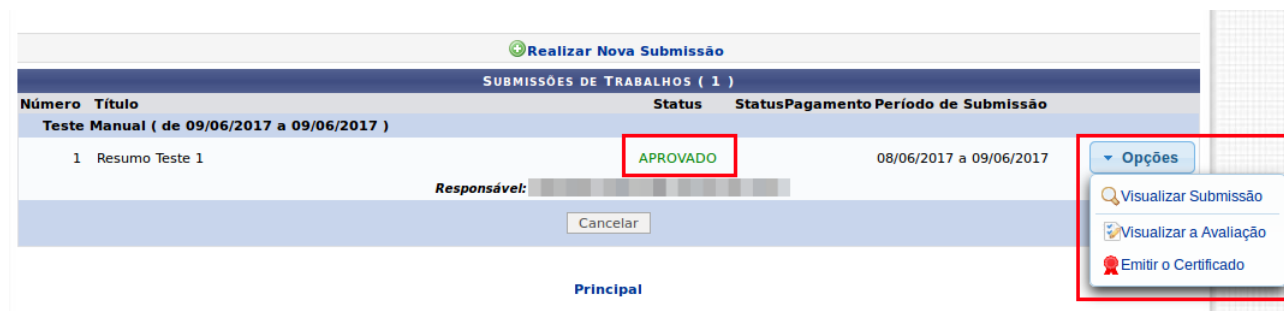 Realizar Nova Submissão
SUBMISSÕES DE TRABALHOS ( 1 )
Número Título Status StatusPagamento Período de Submissão
Teste Manual ( de 09/06/2017 a 09/06/2017 )
1 Resumo Teste 1 APROVADO 08/06/2017 a 09/06/2017 Opções
Responsável:
Visualizar Submissão
Cancelar
Visualizar a Avaliação
Emitir o Certificado
Principal